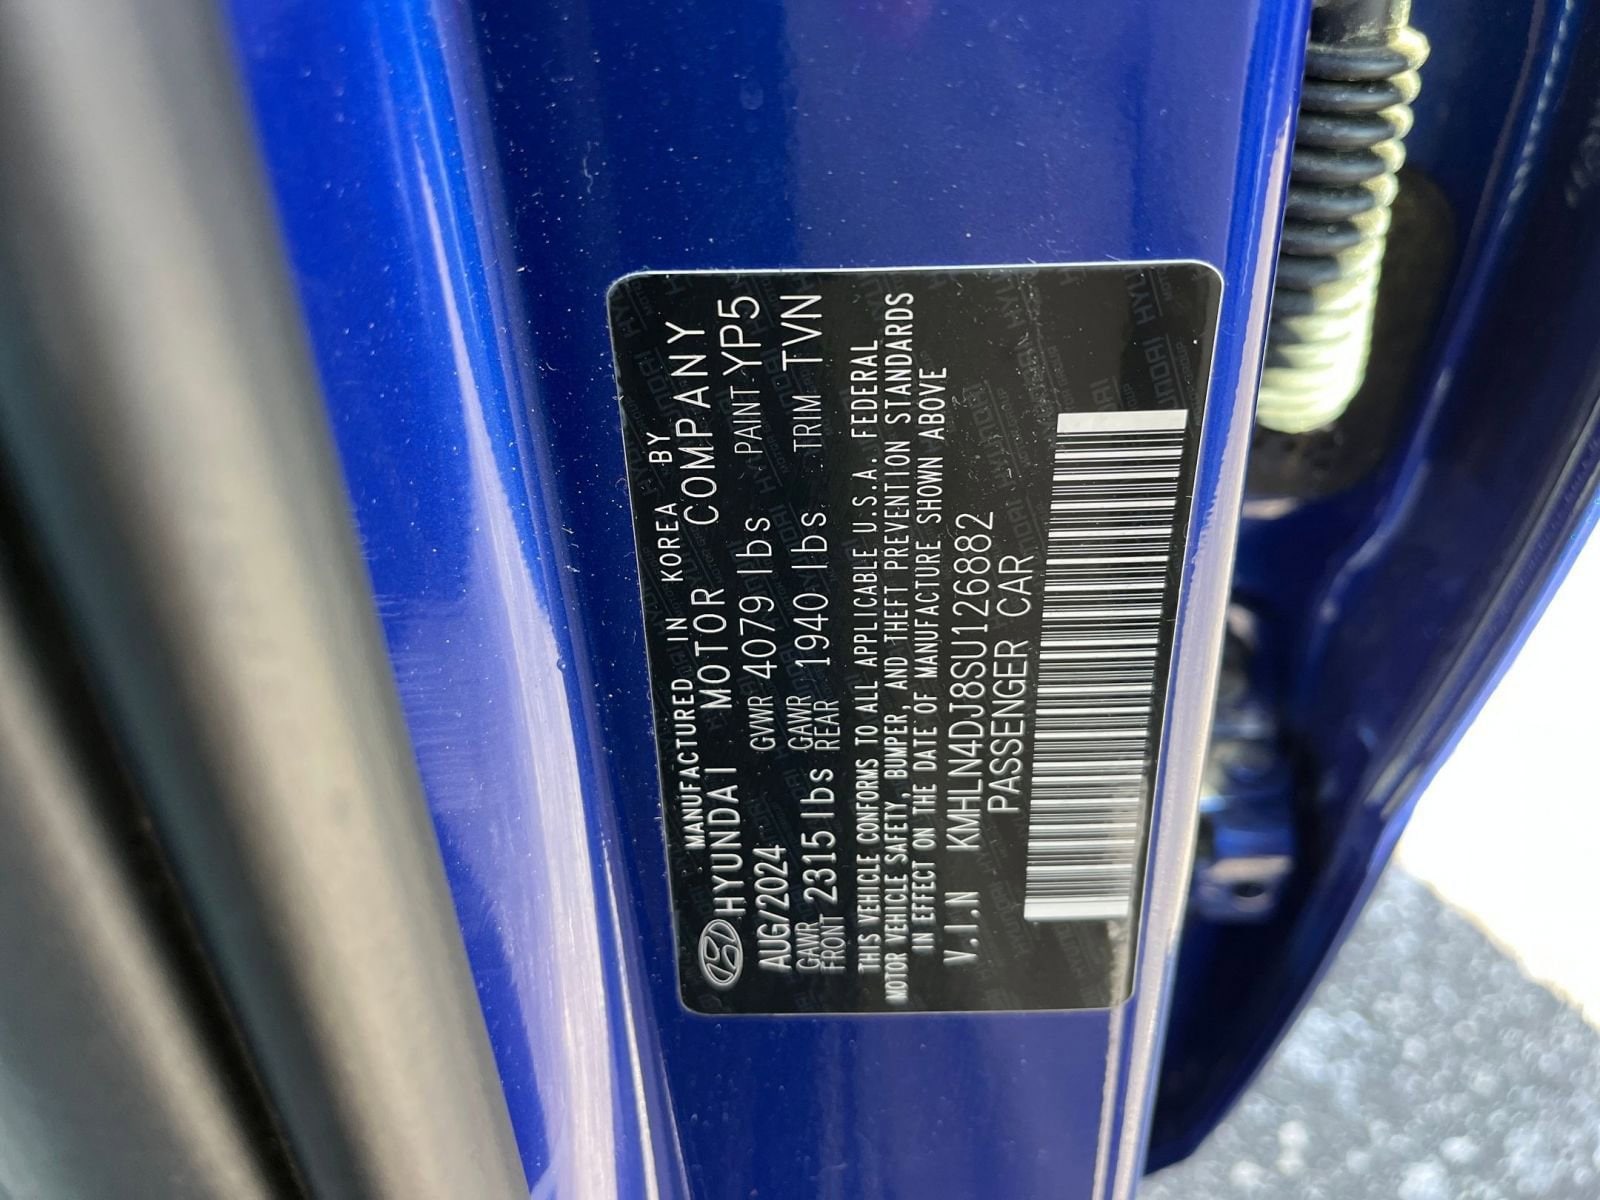 MANUFACTURED IN KOREA BY
HYUNDAI MOTOR COMPANY
AUG/2024 GVWR 4079 lbs PAINT YP5
GAWR FRONT 2315 lbs GAWR REAR 1940 lbs TRIM TVN
THIS VEHICLE CONFORMS TO ALL APPLICABLE U.S.A. FEDERAL
MOTOR VEHICLE SAFETY, BUMPER, AND THEFT PREVENTION STANDARDS
IN EFFECT ON THE DATE OF MANUFACTURE SHOWN ABOVE
V.I.N KMHLN4DJ8SU126882
PASSENGER CAR